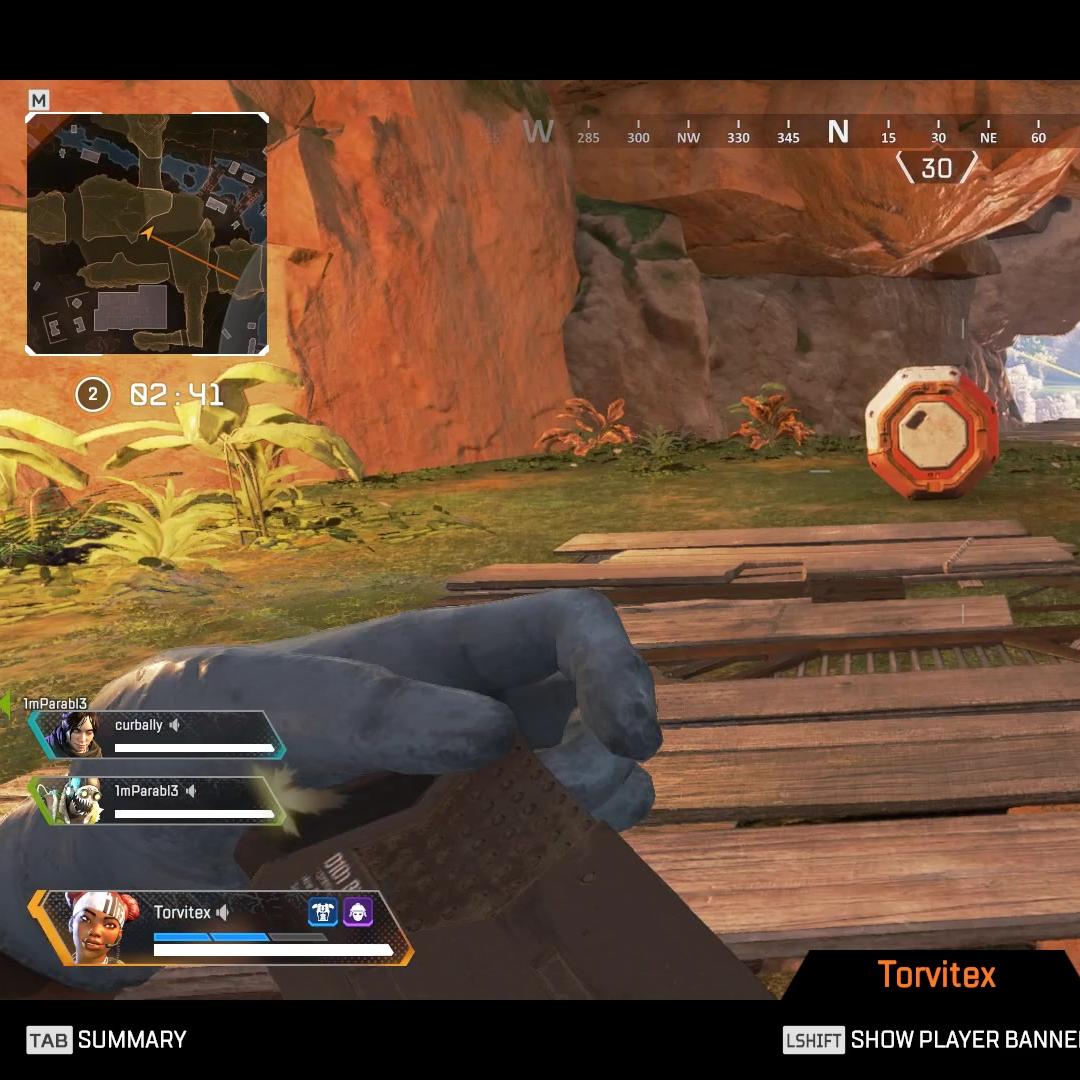 M
W 285 300 NW 330 345 N 15 30 NE 60
30
2 02:41
1mParabl3
curbally
1mParabl3
Torvitex
Torvitex
TAB SUMMARY
LSHIFT SHOW PLAYER BANNE